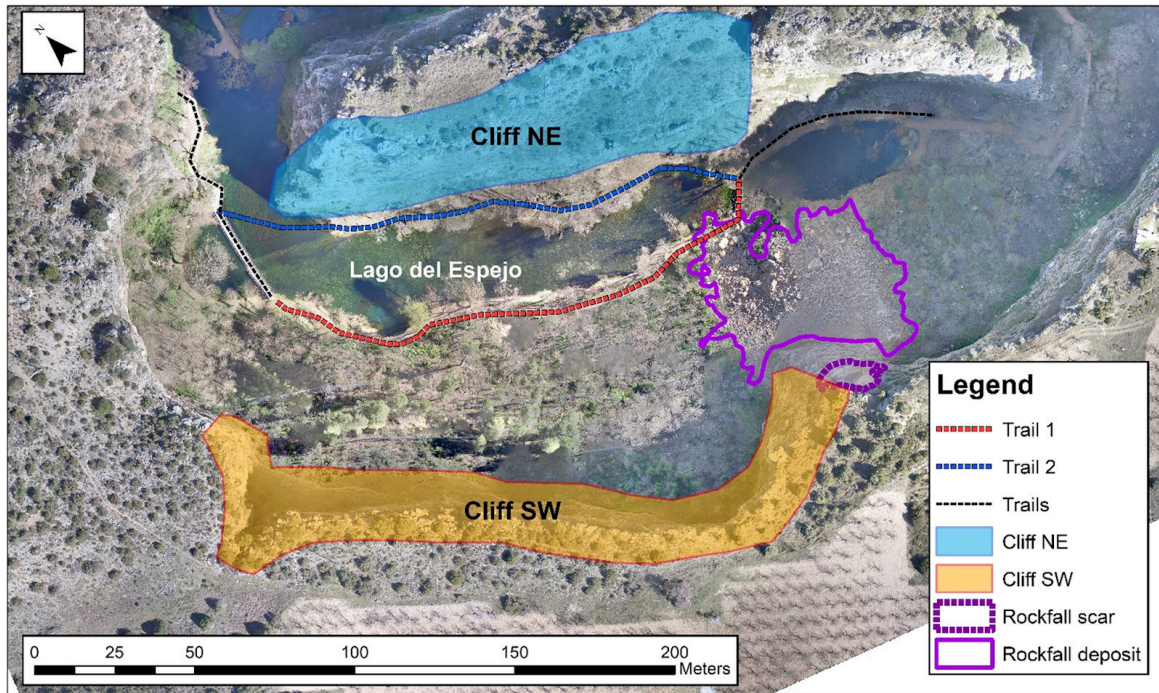 N
Cliff NE
Lago del Espejo
Cliff SW
Legend
Trail 1
Trail 2
Trails
Cliff NE
Cliff SW
Rockfall scar
Rockfall deposit
0 25 50 100 150 200
Meters